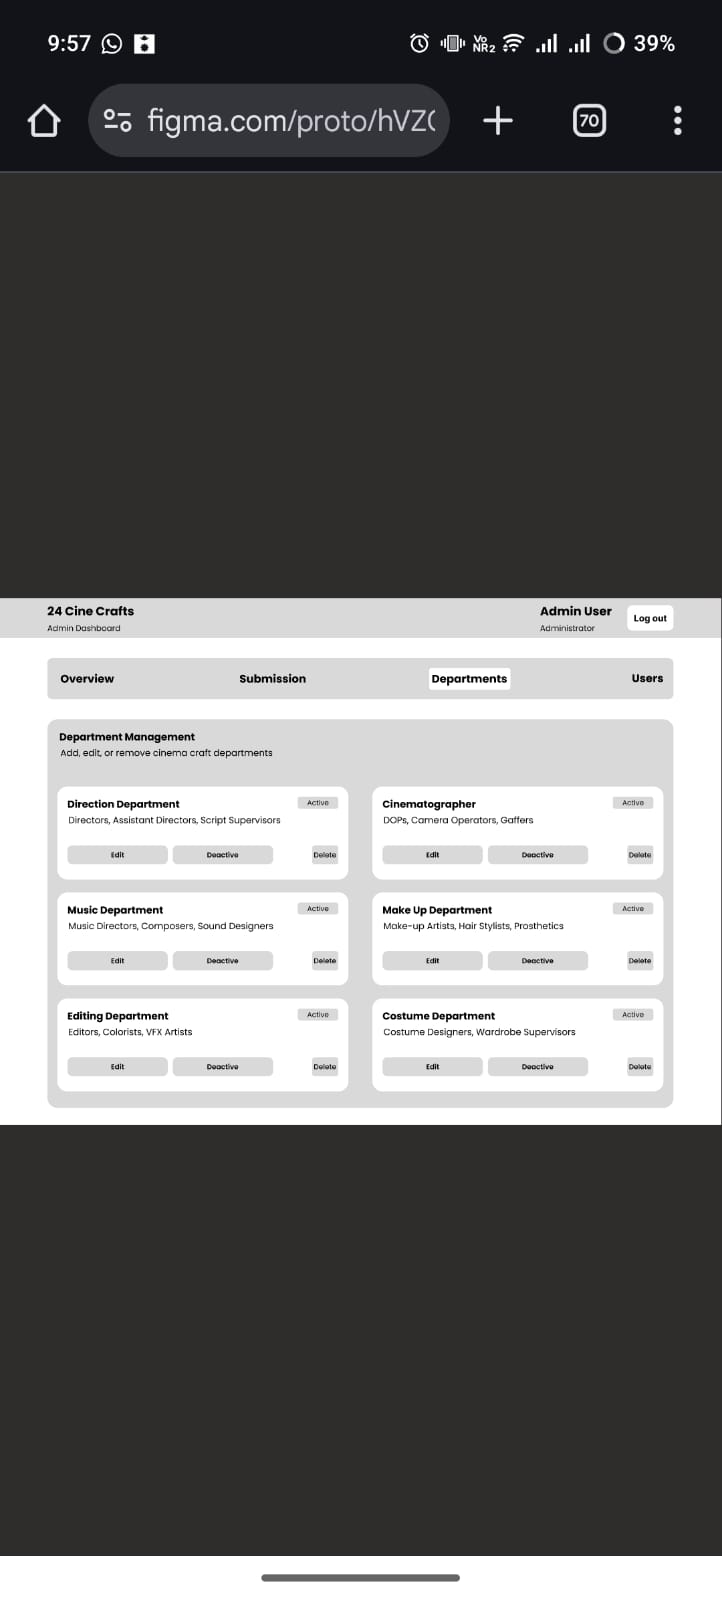 9:57 Vo NR2 39%
figma.com/proto/hVZ 70
24 Cine Crafts Admin User Log out
Admin Dashboard Administrator
Overview Submission Departments Users
Department Management
Add, edit, or remove cinema craft departments
Direction Department Active
Directors, Assistant Directors, Script Supervisors
Edit Deactive Delete
Cinematographer Active
DOPs, Camera Operators, Gaffers
Edit Deactive Delete
Music Department Active
Music Directors, Composers, Sound Designers
Edit Deactive Delete
Make Up Department Active
Make-up Artists, Hair Stylists, Prosthetics
Edit Deactive Delete
Editing Department Active
Editors, Colorists, VFX Artists
Edit Deactive Delete
Costume Department Active
Costume Designers, Wardrobe Supervisors
Edit Deactive Delete